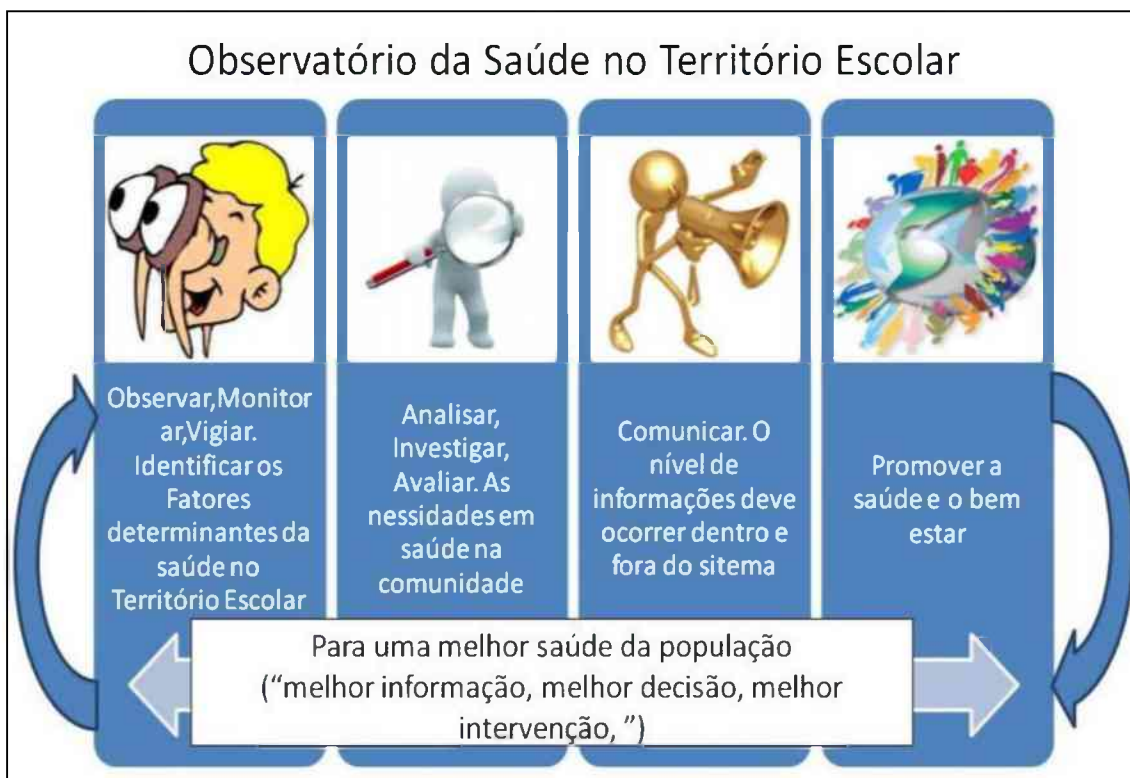 Observatório da Saúde no Território Escolar
Observar,Monitor
ar,Vigiar.
Identificar os
Fatores
determinantes da
saúde no
Território Escolar
Analisar,
Investigar,
Avaliar. As
nessidades em
saúde na
comunidade
Comunicar. O
nível de
informações deve
ocorrer dentro e
fora do sitema
Promover a
saúde e o bem
estar
Para uma melhor saúde da população
(“melhor informação, melhor decisão, melhor
intervenção, ”)